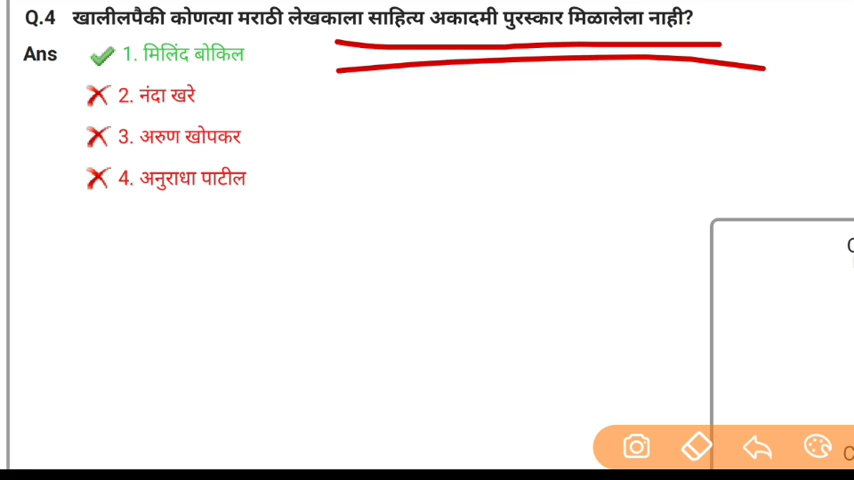 Q.4 खालीलपैकी कोणत्या मराठी लेखकाला साहित्य अकादमी पुरस्कार मिळालेला नाही?
Ans 1. मिलिंद बोकिल
2. नंदा खरे
3. अरुण खोपकर
4. अनुराधा पाटील